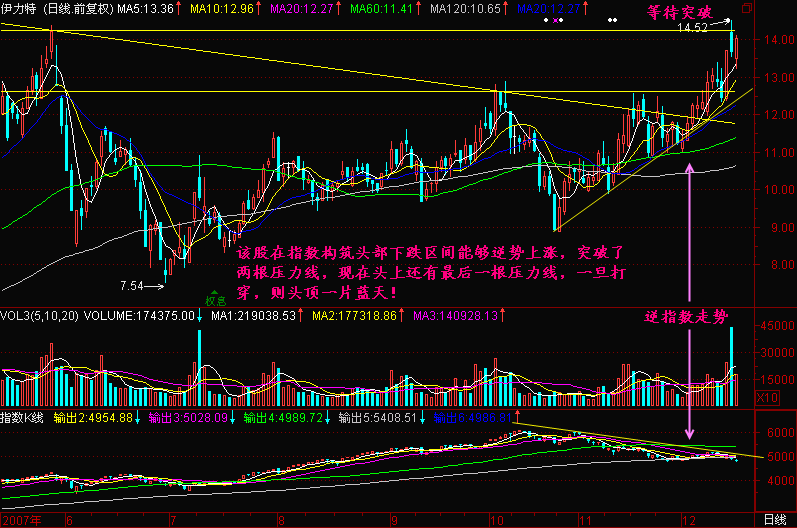 伊力特 (日线.前复权) MA5:13.36↑ MA10:12.96↑ MA20:12.27↑ MA60:11.41↑ MA120:10.65↑ MA20:12.27↑
等待突破
14.52
14.00
13.00
12.00
11.00
10.00
9.00
8.00
该股在指数构筑头部下跌区间能够逆势上涨，突破了
两根压力线，现在头上还有最后一根压力线，一旦打
穿，则头顶一片蓝天！
7.54
权息
VOL3(5,10,20) VOLUME:174375.00↓ MA1:219038.53↑ MA2:177318.86↑ MA3:140928.13↑
逆指数走势
45000
30000
15000
X10
指数K线 输出2:4954.88↓ 输出3:5028.09↓ 输出4:4989.72↓ 输出5:5408.51↓ 输出6:4936.01↑
6000
5000
4000
2007年 6 7 8 9 10 11 12 日线